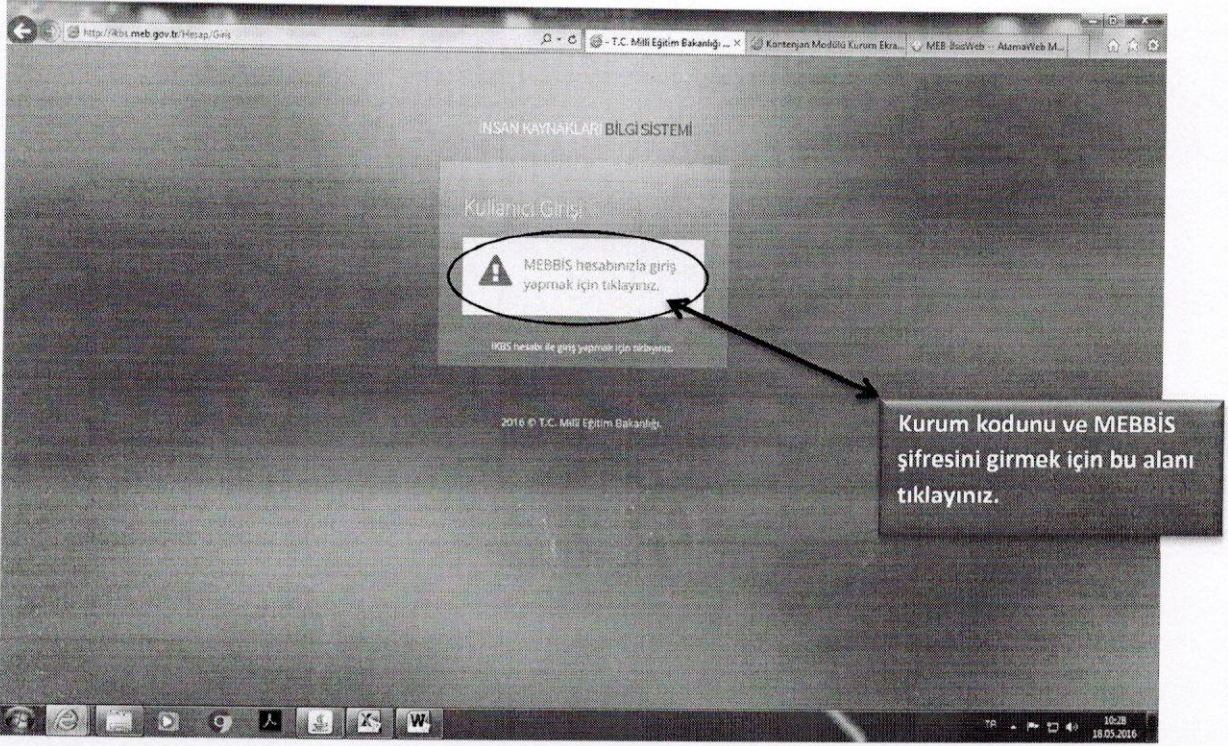 http://ikbs.meb.gov.tr/Hesap/Giris
- T.C. Milli Eğitim Bakanlığı ...
Kontenjan Modülü Kurum Ekra...
MEB
AtamaWeb M...
İNSAN KAYNAKLARI BİLGİ SİSTEMİ
Kullanıcı Girişi
MEBBİS hesabınızla giriş
yapmak için tıklayınız.
IKBS hesabı ile giriş yapmak için tıklayınız.
2016 © T.C. Milli Eğitim Bakanlığı.
Kurum kodunu ve MEBBİS
şifresini girmek için bu alanı
tıklayınız.
TR
10:28
18.05.2016